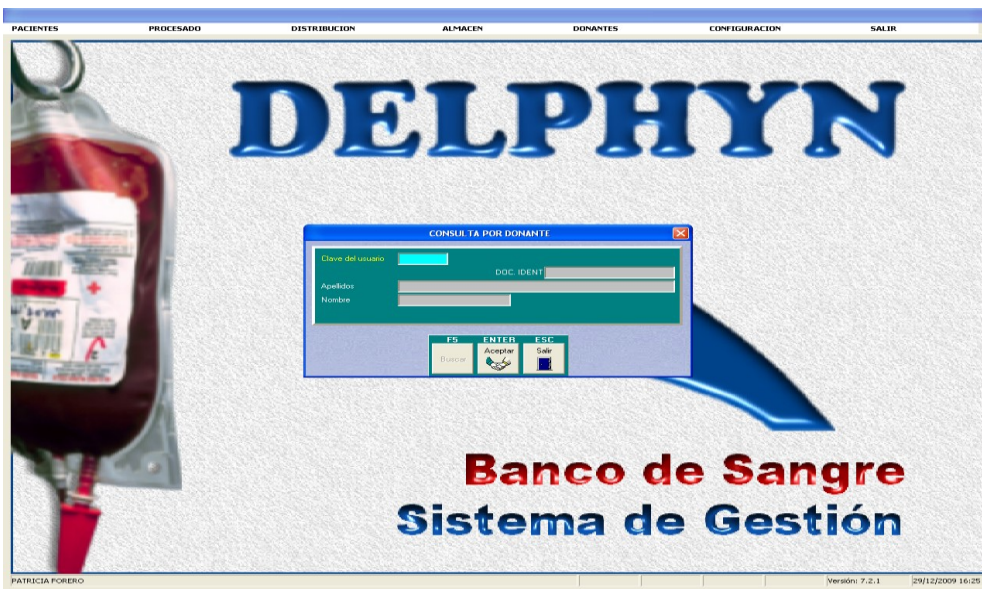 PACIENTES PROCESADO DISTRIBUCION ALMACEN DONANTES CONFIGURACION SALIR
DELPHYN
CONSULTA POR DONANTE
Clave del usuario
DOC. IDENT
Apellidos
Nombre
F5 ENTER ESC
Buscar Aceptar Salir
Banco de Sangre
Sistema de Gestión
PATRICIA FORERO Versión: 7.2.1 29/12/2009 16:25